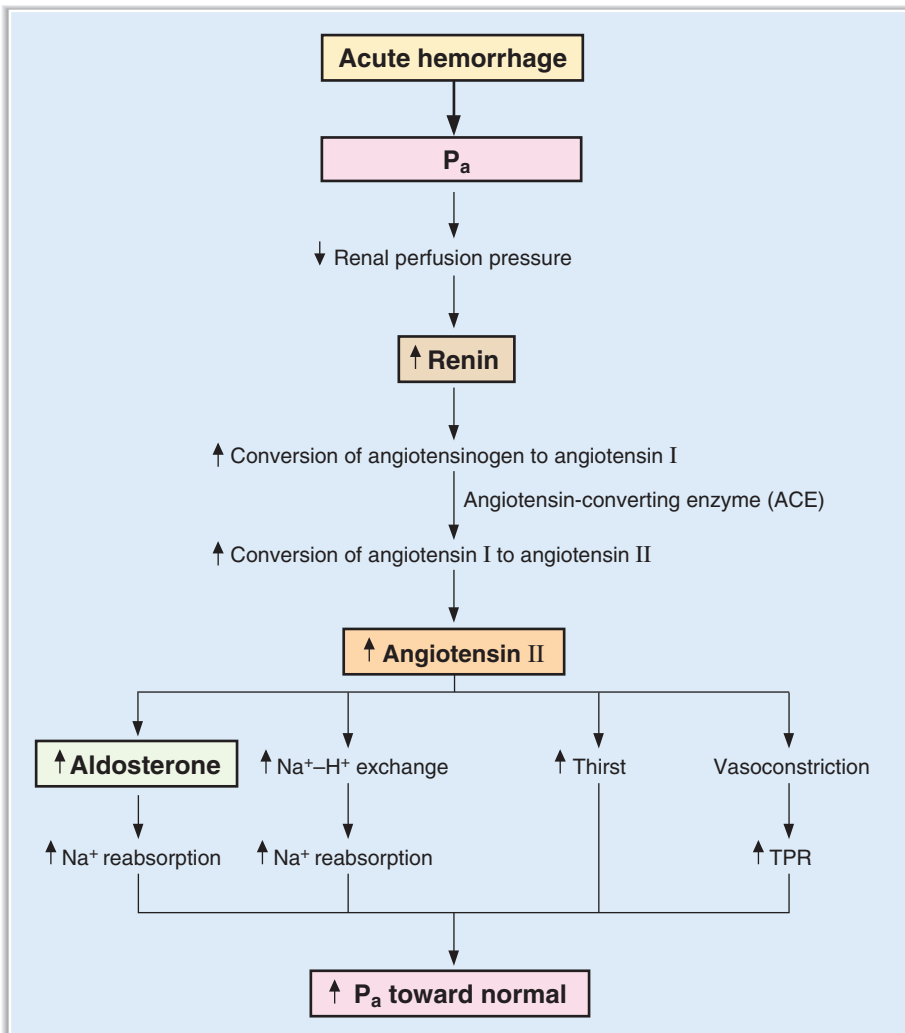 Acute hemorrhage
Pa
↓ Renal perfusion pressure
↑ Renin
↑ Conversion of angiotensinogen to angiotensin I
Angiotensin-converting enzyme (ACE)
↑ Conversion of angiotensin I to angiotensin II
↑ Angiotensin II
↑ Aldosterone
↑ Na⁺–H⁺ exchange
↑ Thirst
Vasoconstriction
↑ Na⁺ reabsorption
↑ Na⁺ reabsorption
↑ TPR
↑ Pa toward normal